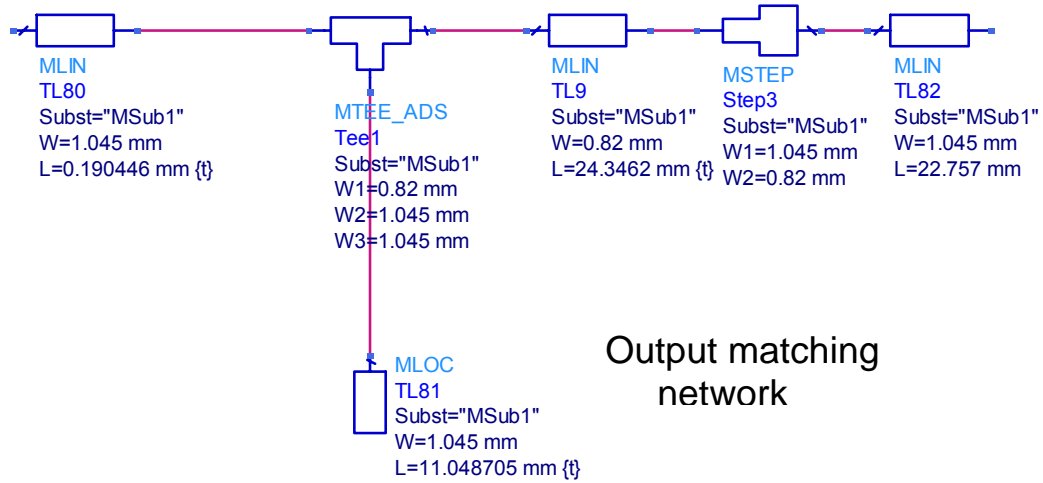 MLIN
TL80
Subst="MSub1"
W=1.045 mm
L=0.190446 mm {t}
MTEE_ADS
Tee1
Subst="MSub1"
W1=0.82 mm
W2=1.045 mm
W3=1.045 mm
MLIN
TL9
Subst="MSub1"
W=0.82 mm
L=24.3462 mm {t}
MSTEP
Step3
Subst="MSub1"
W1=1.045 mm
W2=0.82 mm
MLIN
TL82
Subst="MSub1"
W=1.045 mm
L=22.757 mm
MLOC
TL81
Subst="MSub1"
W=1.045 mm
L=11.048705 mm {t}
Output matching
network